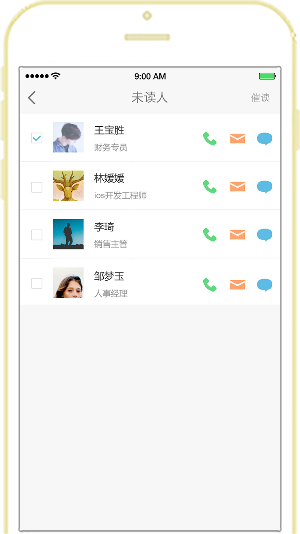 9:00 AM
未读人
催读
王宝胜
财务专员
林媛媛
ios开发工程师
李琦
销售主管
邹梦玉
人事经理